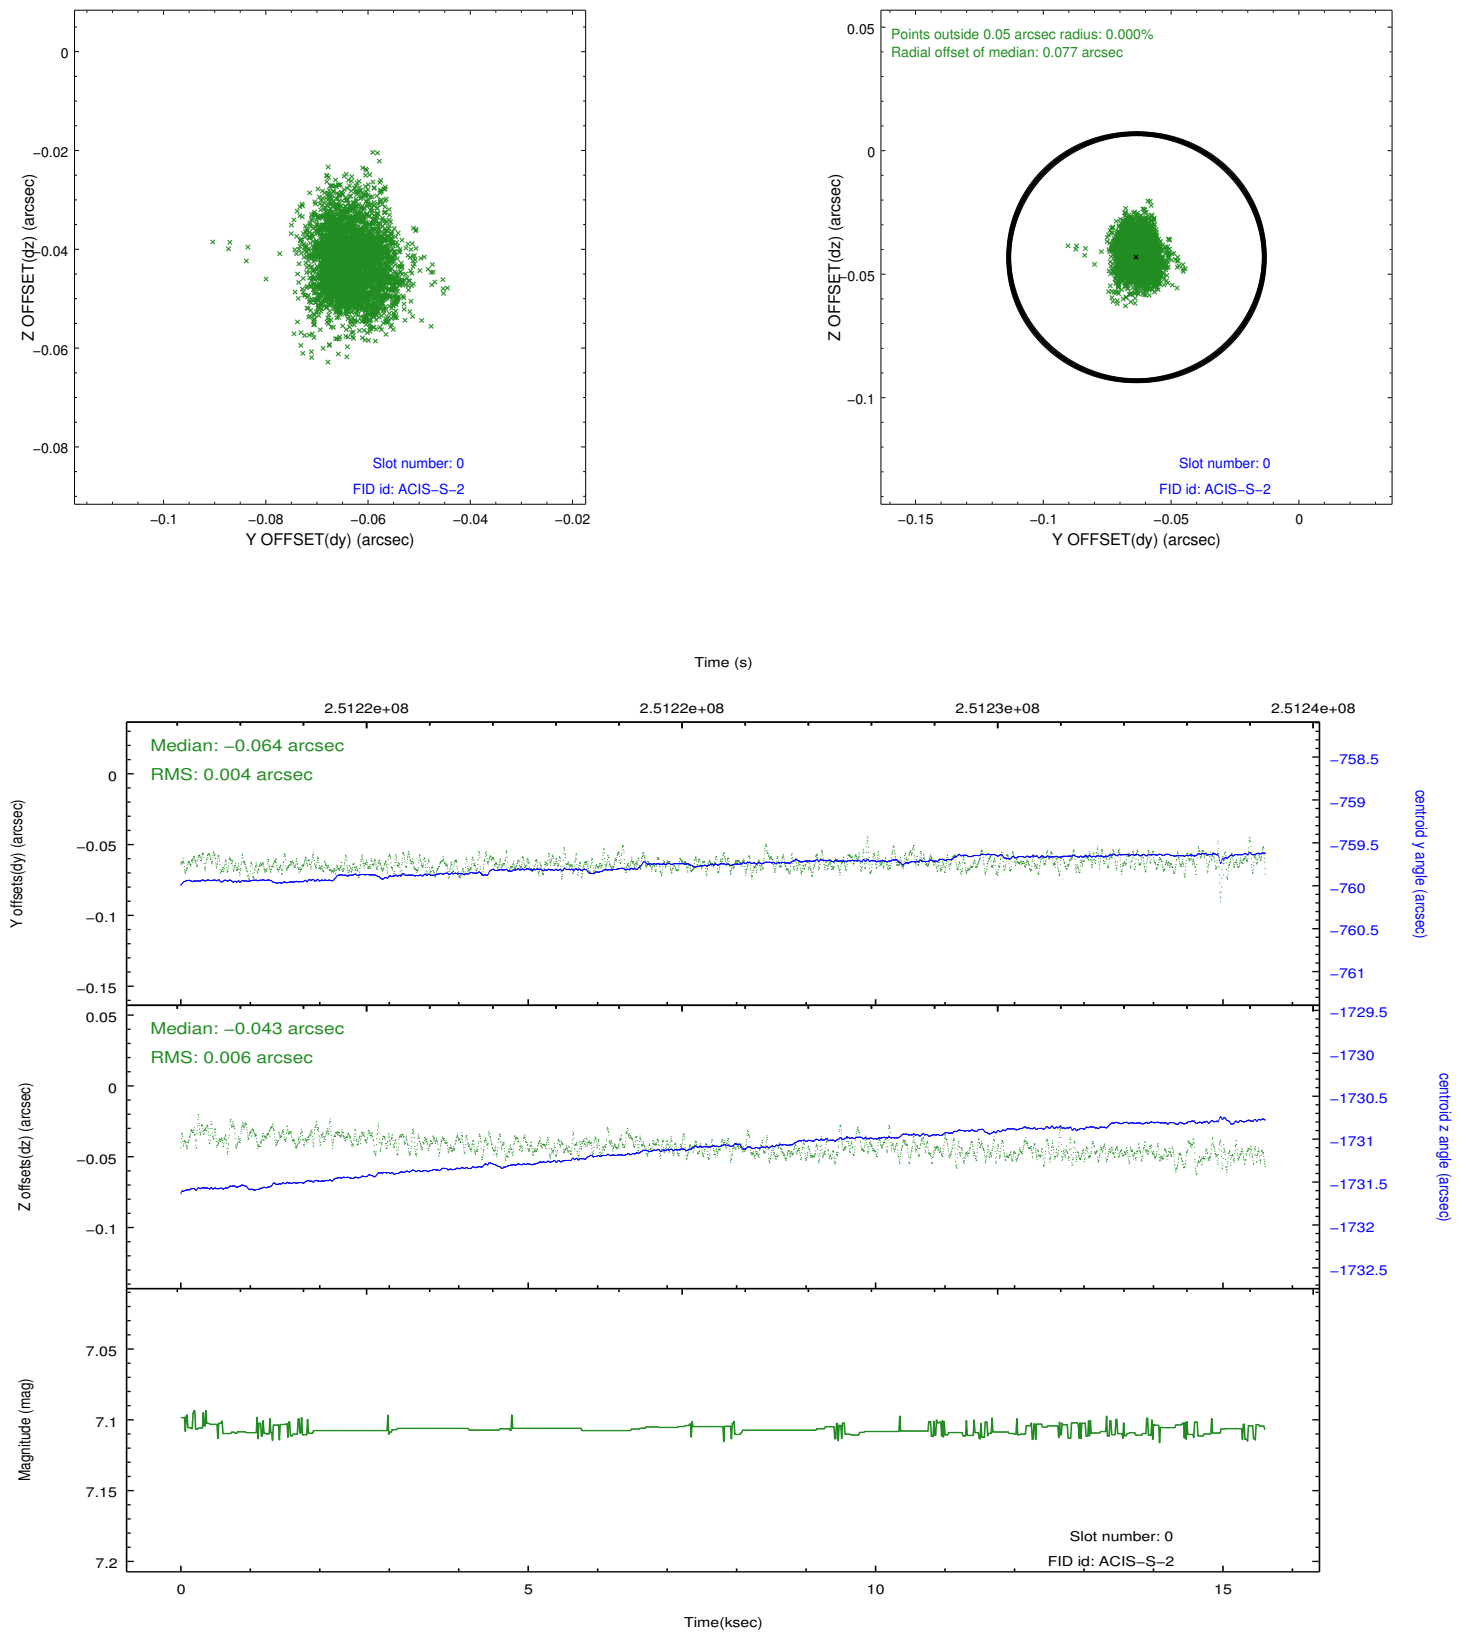 0
−0.02
−0.04
−0.06
−0.08
Z OFFSET(dz) (arcsec)
Slot number: 0
FID id: ACIS−S−2
−0.1
−0.08
−0.06
−0.04
−0.02
Y OFFSET(dy) (arcsec)
Points outside 0.05 arcsec radius: 0.000%
Radial offset of median: 0.077 arcsec
0.05
0
−0.05
−0.1
Z OFFSET(dz) (arcsec)
Slot number: 0
FID id: ACIS−S−2
−0.15
−0.1
−0.05
0
Y OFFSET(dy) (arcsec)
Time (s)
2.5122e+08
2.5122e+08
2.5123e+08
2.5124e+08
Median: −0.064 arcsec
RMS: 0.004 arcsec
0
−0.05
−0.1
−0.15
Y offsets(dy) (arcsec)
−758.5
−759
−759.5
−760
−760.5
−761
centroid y angle (arcsec)
Median: −0.043 arcsec
RMS: 0.006 arcsec
0.05
0
−0.05
−0.1
Z offsets(dz) (arcsec)
−1729.5
−1730
−1730.5
−1731
−1731.5
−1732
−1732.5
centroid z angle (arcsec)
7.05
7.1
7.15
7.2
Magnitude (mag)
Slot number: 0
FID id: ACIS−S−2
0
5
10
15
Time(ksec)